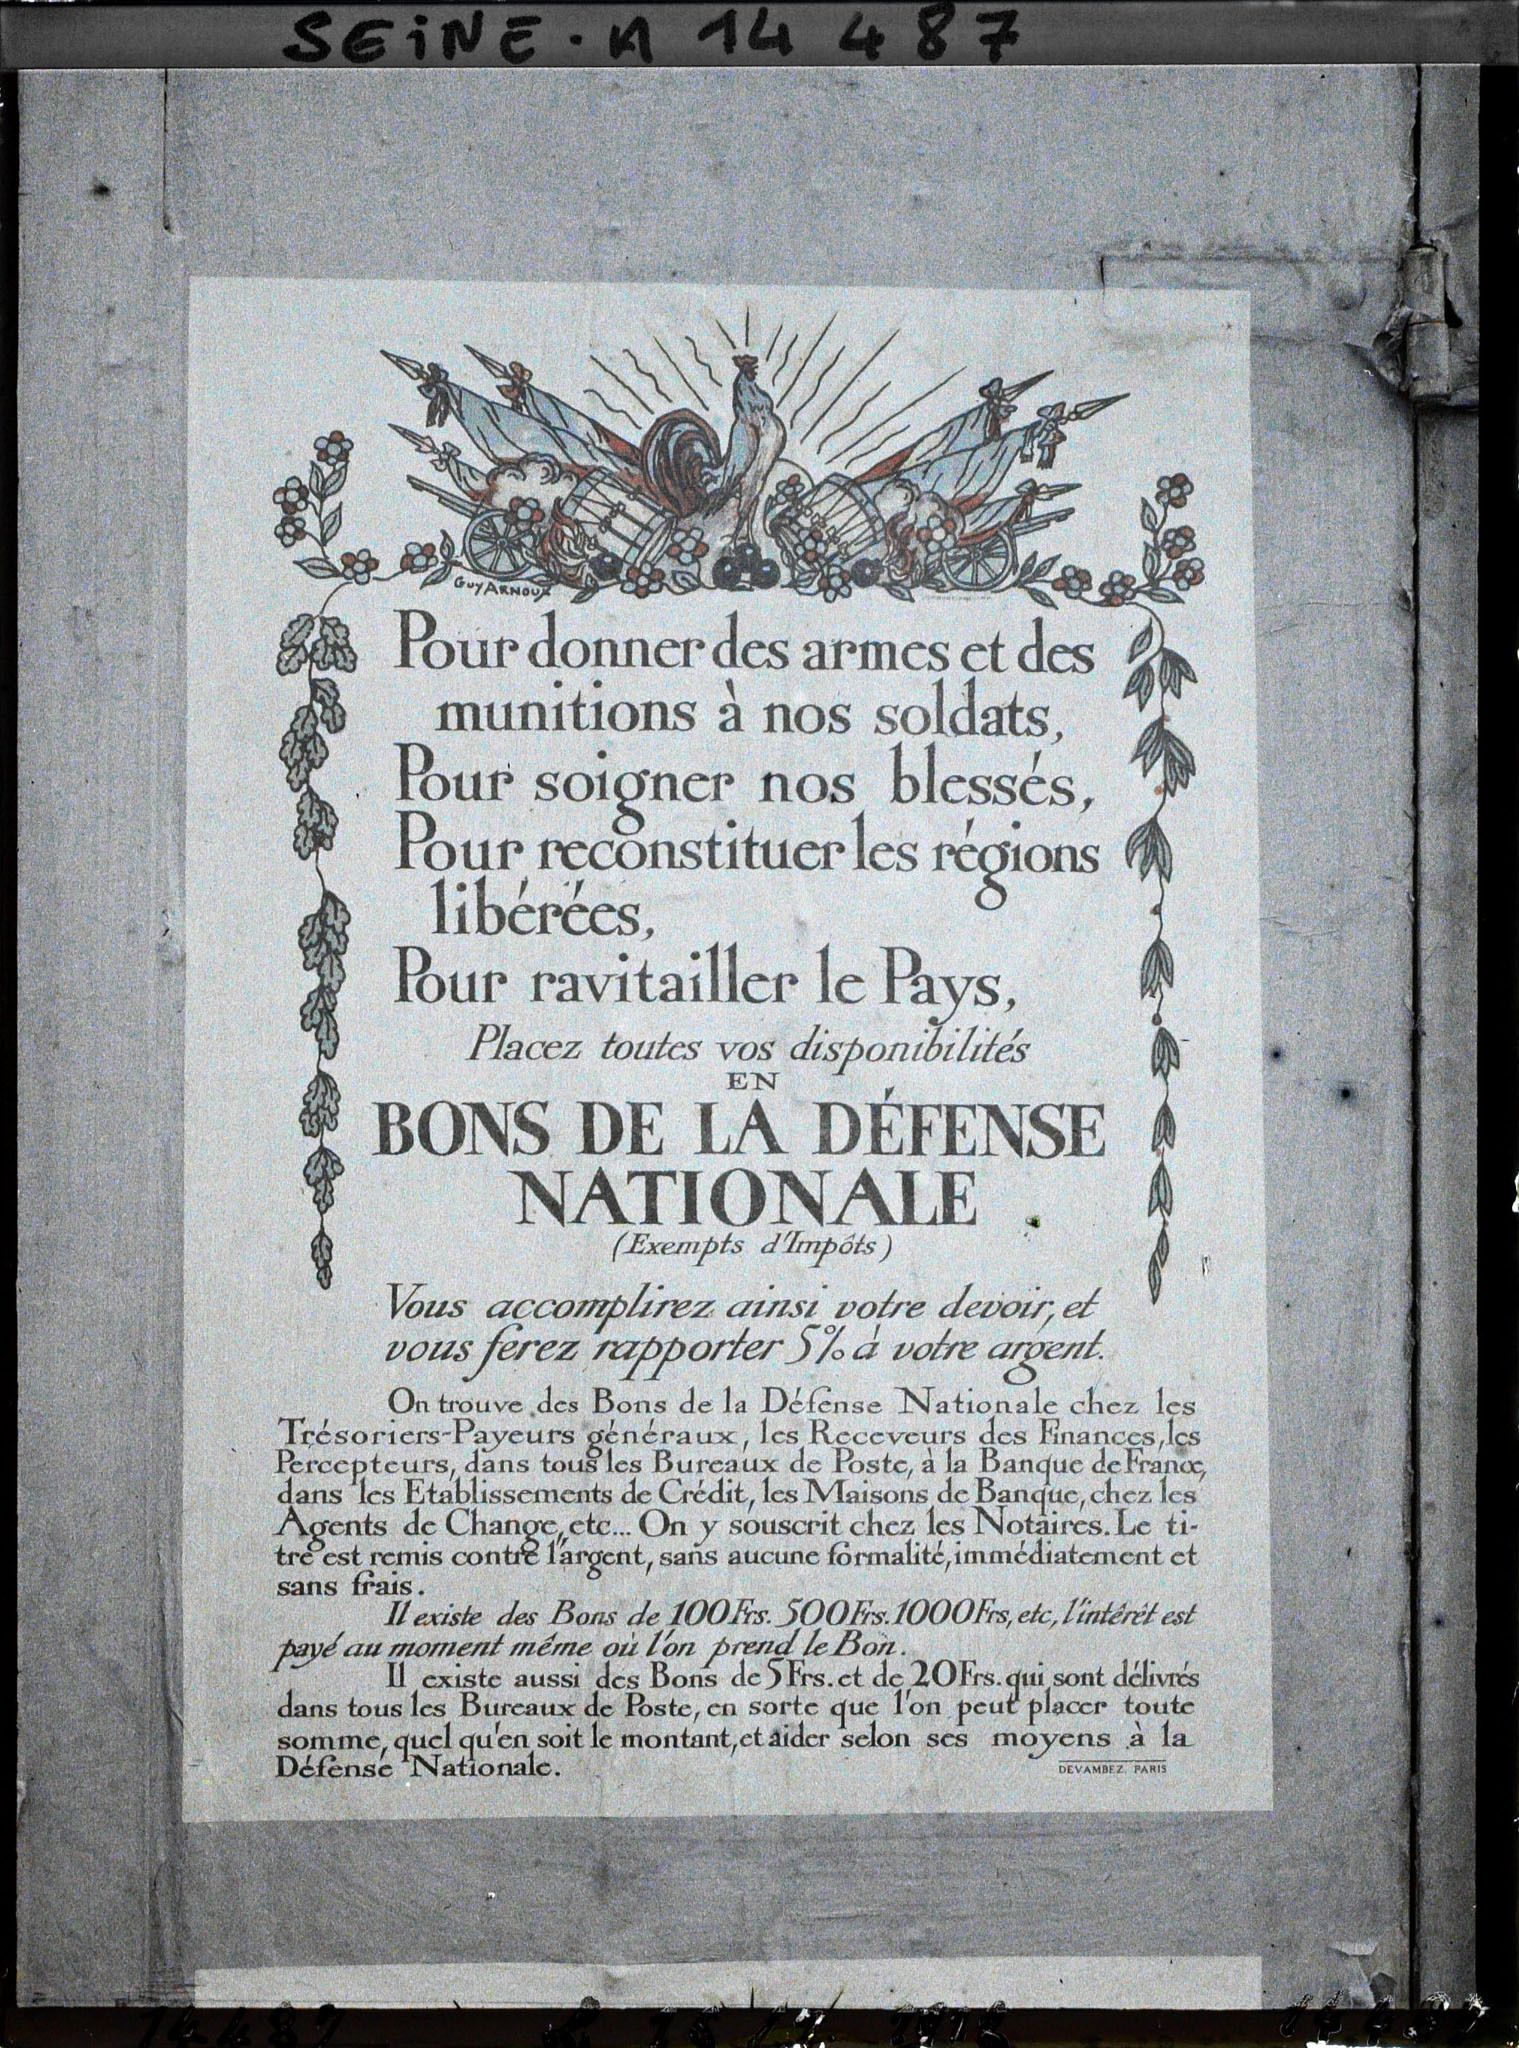 SEINE. A 14 487
GUY ARNOUX
Pour donner des armes et des
munitions à nos soldats,
Pour soigner nos blessés,
Pour reconstituer les régions
libérées,
Pour ravitailler le Pays,
Placez toutes vos disponibilités
EN
BONS DE LA DÉFENSE
NATIONALE
(Exempts d'Impôts)
Vous accomplirez ainsi votre devoir, et
vous ferez rapporter 5% à votre argent.
On trouve des Bons de la Défense Nationale chez les
Trésoriers-Payeurs généraux, les Receveurs des Finances, les
Percepteurs, dans tous les Bureaux de Poste, à la Banque de France,
dans les Etablissements de Crédit, les Maisons de Banque, chez les
Agents de Change, etc... On y souscrit chez les Notaires. Le ti-
tre est remis contre l'argent, sans aucune formalité, immédiatement et
sans frais.
Il existe des Bons de 100 Frs. 500 Frs. 1000 Frs, etc, l'intérêt est
payé au moment même où l'on prend le Bon.
Il existe aussi des Bons de 5 Frs. et de 20 Frs. qui sont délivrés
dans tous les Bureaux de Poste, en sorte que l'on peut placer toute
somme, quel qu'en soit le montant, et aider selon ses moyens à la
Défense Nationale.
DEVAMBEZ. PARIS
14487